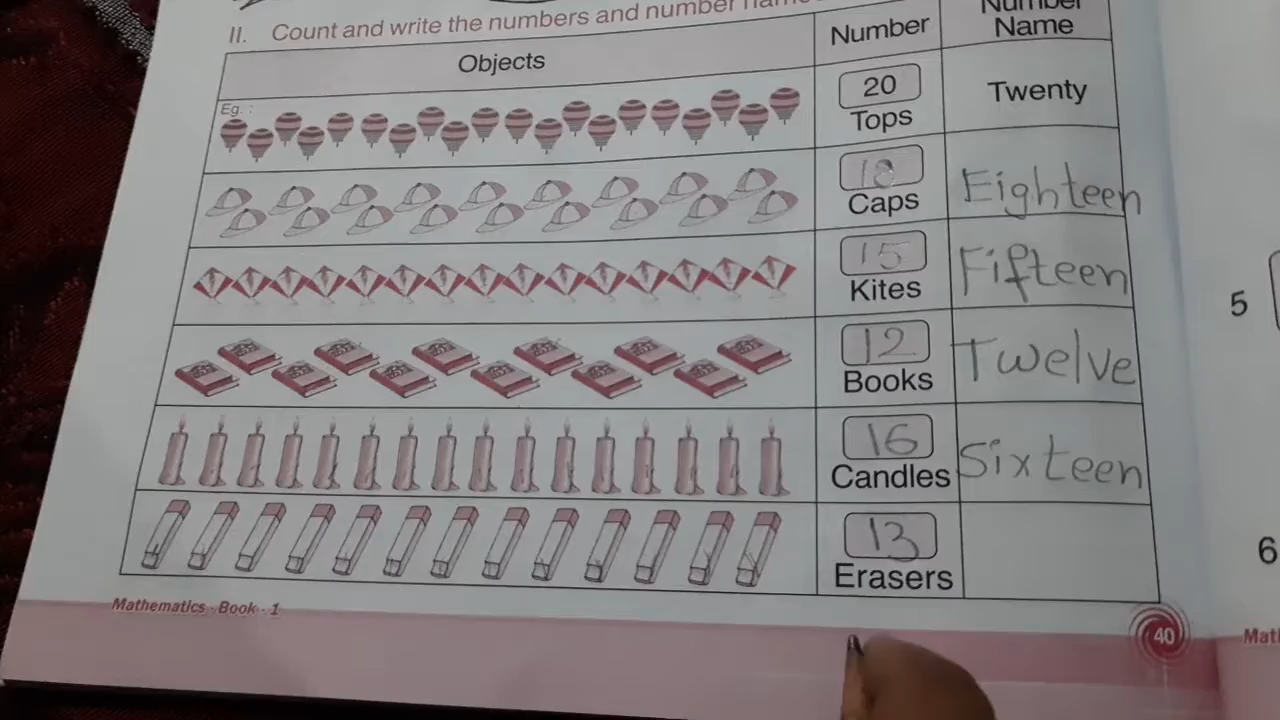 II. Count and write the numbers and number
Objects
Number
Number
Name
Eg. :
20
Tops
Twenty
18
Caps
Eighteen
15
Kites
Fifteen
12
Books
Twelve
16
Candles
Sixteen
13
Erasers
5
6
Mathematics - Book - 1
40